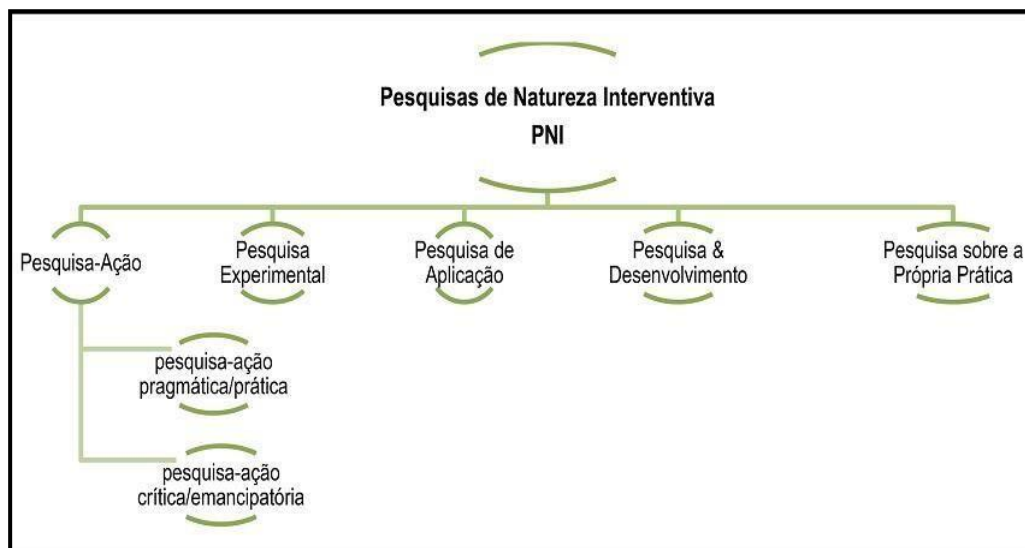 Pesquisas de Natureza Interventiva
PNI
Pesquisa-Ação
Pesquisa
Experimental
Pesquisa de
Aplicação
Pesquisa &
Desenvolvimento
Pesquisa sobre a
Própria Prática
pesquisa-ação
pragmática/prática
pesquisa-ação
crítica/emancipatória